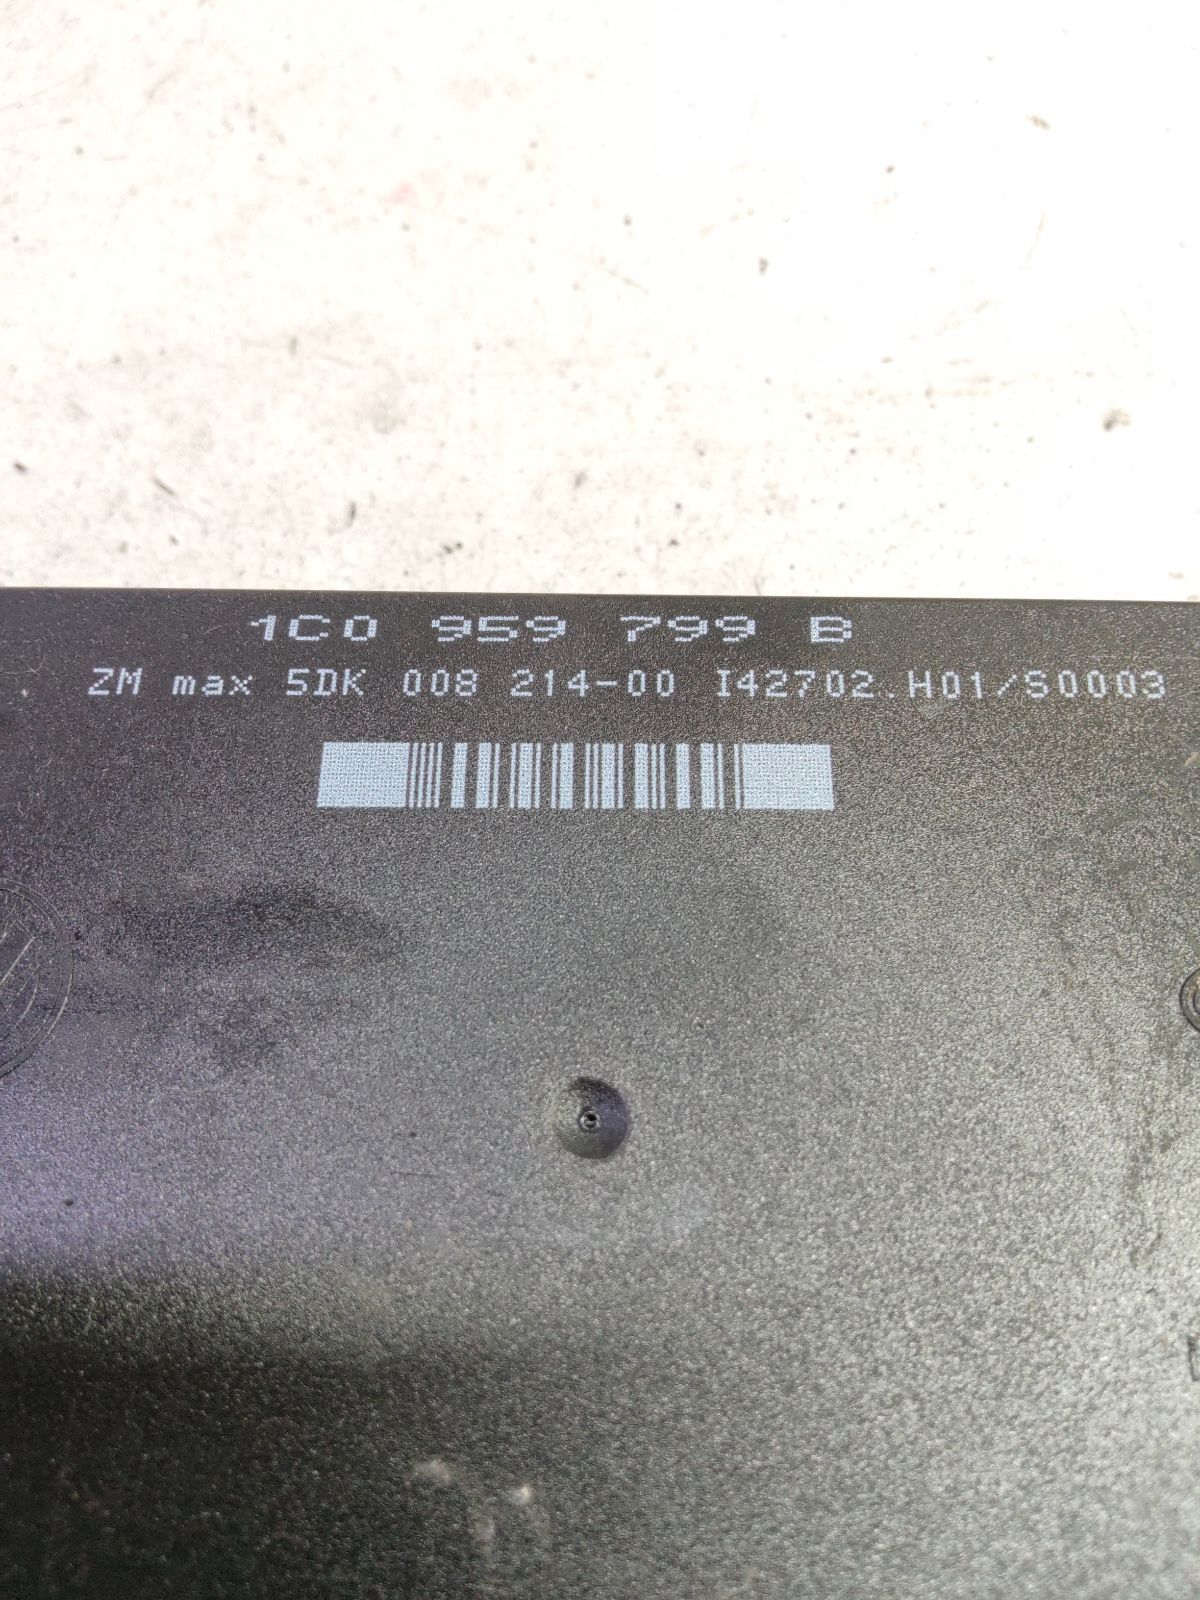 1C0 959 799 B
ZM max 5DK 008 214-00 I42702.H01/S0003